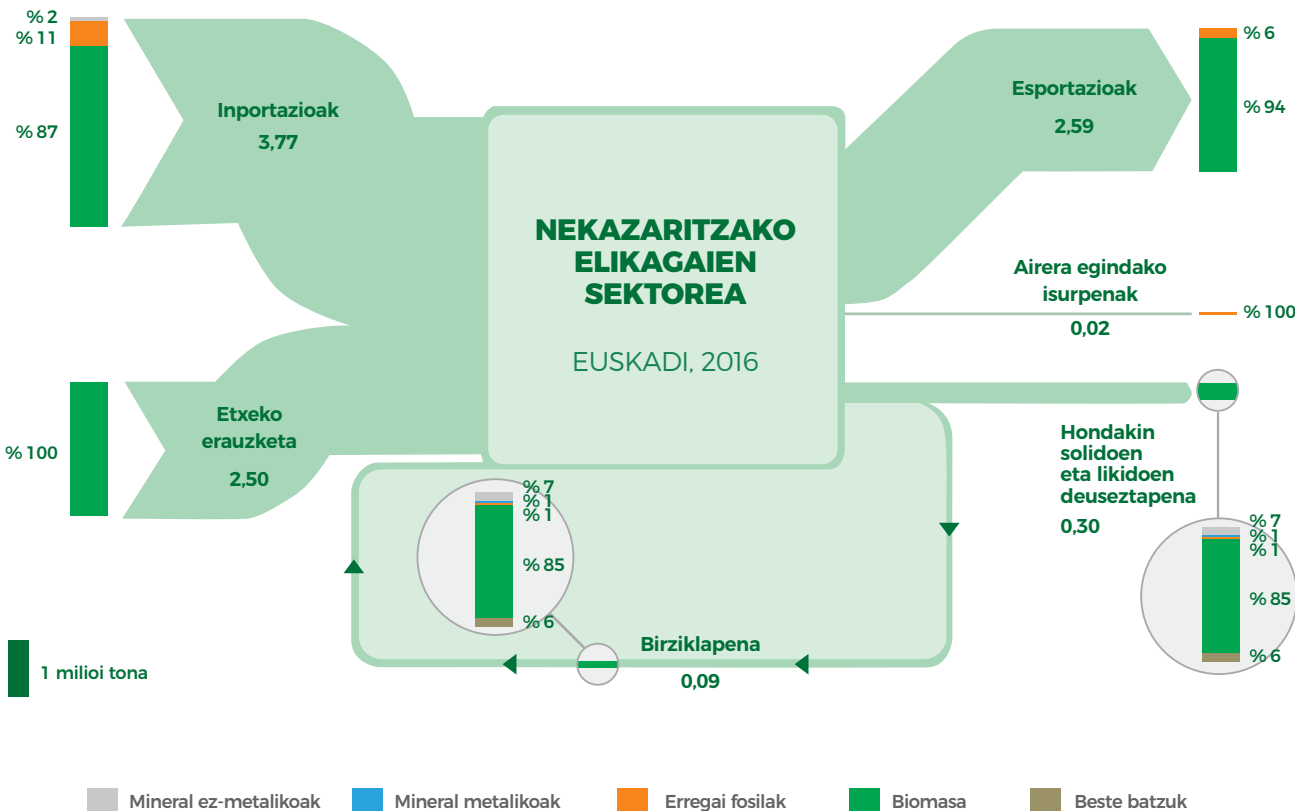 % 2
% 11
% 87
Inportazioak
3,77
% 100
Etxeko
erauzketa
2,50
NEKAZARITZAKO
ELIKAGAIEN
SEKTOREA
EUSKADI, 2016
Esportazioak
2,59
% 6
% 94
Airera egindako
isurpenak
0,02
% 100
Hondakin
solidoen
eta likidoen
deuseztapena
0,30
% 7
% 1
% 1
% 85
% 6
% 7
% 1
% 1
% 85
% 6
Birziklapena
0,09
1 milioi tona
Mineral ez-metalikoak
Mineral metalikoak
Erregai fosilak
Biomasa
Beste batzuk